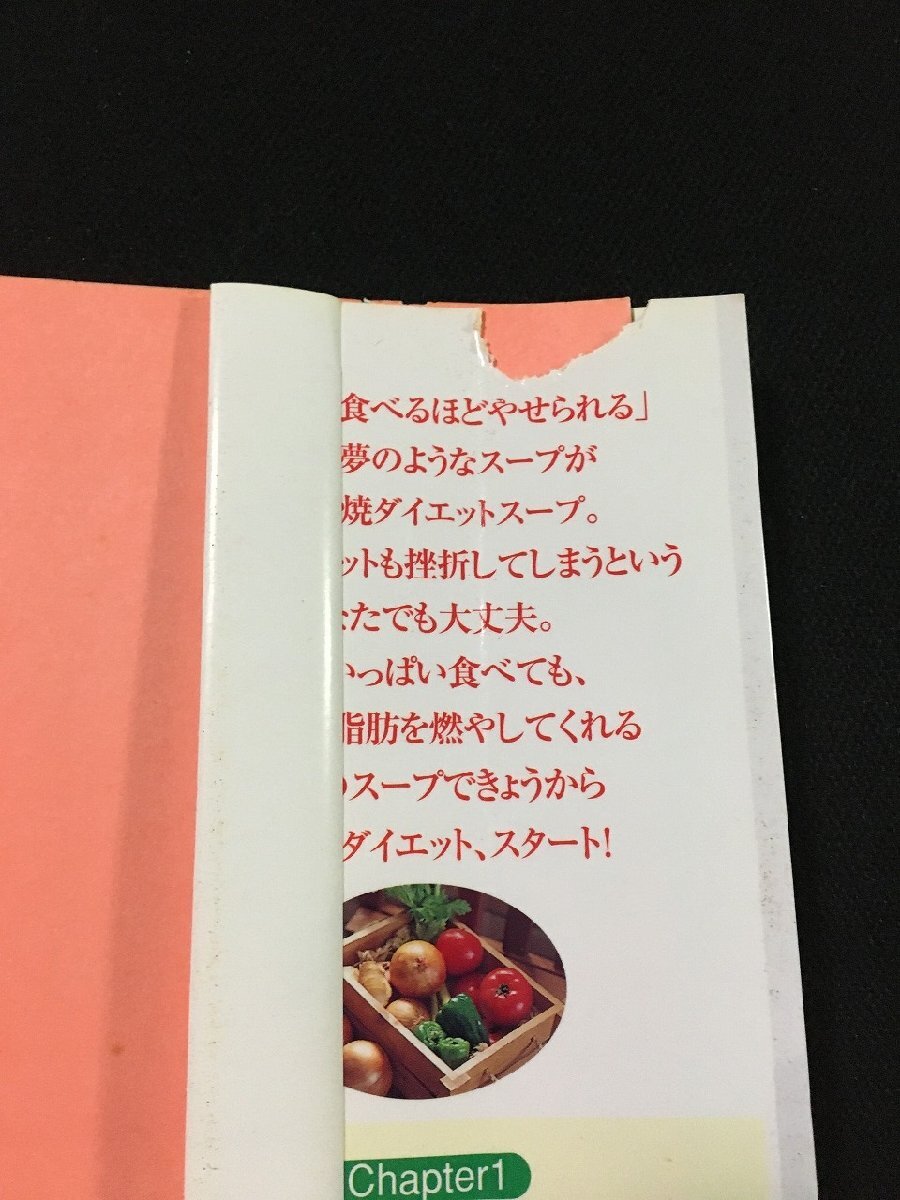 食べるほどやせられる」
夢のようなスープが
焼ダイエットスープ。
ットも挫折してしまうという
たでも大丈夫。
いっぱい食べても、
脂肪を燃やしてくれる
スープできょうから
ダイエット、スタート!
Chapter1